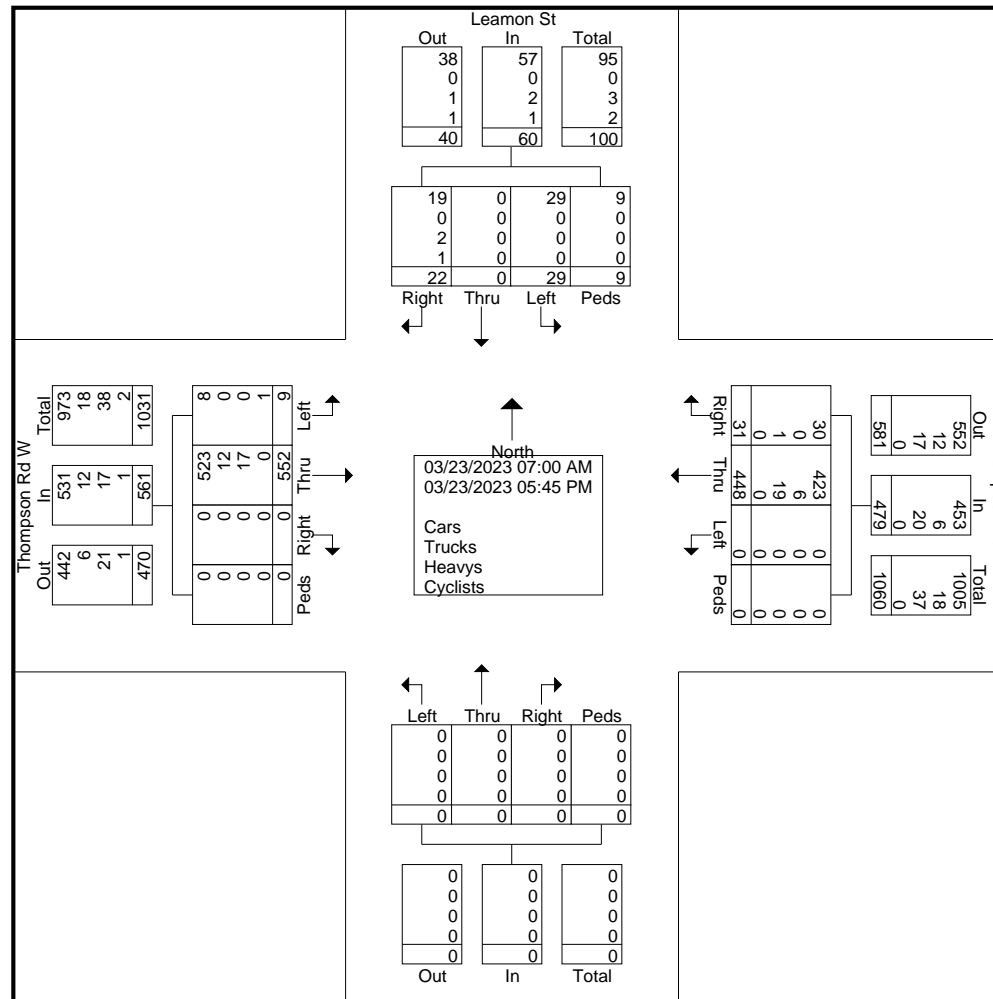 Leamon St
Out In Total
38 57 95
0 0 0
1 2 3
1 1 2
40 60 100
19 0 29 9
0 0 0 0
2 0 0 0
1 0 0 0
22 0 29 9
Right Thru Left Peds
Thompson Rd W
Total
973
18
38
2
1031
In
531
12
17
1
561
Out
442
6
21
1
470
Left
8
0
0
1
9
Thru
523
12
17
0
552
Right
0
0
0
0
0
Peds
0
0
0
0
0
North
03/23/2023 07:00 AM
03/23/2023 05:45 PM
Cars
Trucks
Heavys
Cyclists
Right
30
0
1
0
31
Thru
423
6
19
0
448
Left
0
0
0
0
0
Peds
0
0
0
0
0
Out
552
12
17
0
581
In
453
6
20
0
479
Total
1005
18
37
0
1060
Left Thru Right Peds
0 0 0 0
0 0 0 0
0 0 0 0
0 0 0 0
0 0 0 0
0 0 0
0 0 0
0 0 0
0 0 0
0 0 0
Out In Total